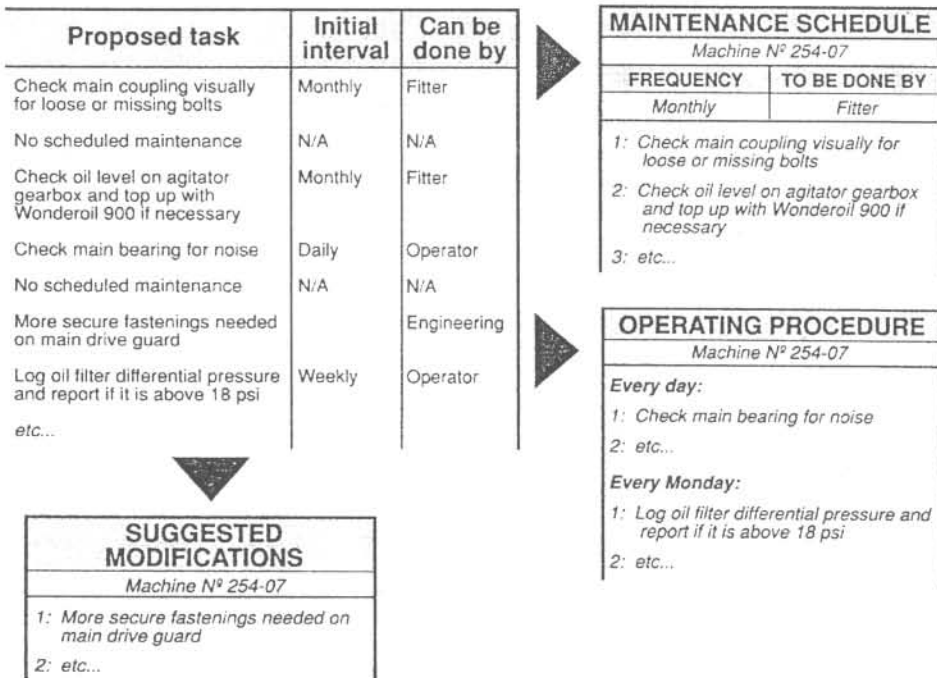 Proposed task
Initial interval
Can be done by
Check main coupling visually
for loose or missing bolts
Monthly
Fitter
No scheduled maintenance
N/A
N/A
Check oil level on agitator
gearbox and top up with
Wonderoil 900 if necessary
Monthly
Fitter
Check main bearing for noise
Daily
Operator
No scheduled maintenance
N/A
N/A
More secure fastenings needed
on main drive guard
Engineering
Log oil filter differential pressure
and report if it is above 18 psi
Weekly
Operator
etc...
MAINTENANCE SCHEDULE
Machine Nº 254-07
FREQUENCY
TO BE DONE BY
Monthly
Fitter
1: Check main coupling visually for
loose or missing bolts
2: Check oil level on agitator gearbox
and top up with Wonderoil 900 if
necessary
3: etc...
OPERATING PROCEDURE
Machine Nº 254-07
Every day:
1: Check main bearing for noise
2: etc...
Every Monday:
1: Log oil filter differential pressure and
report if it is above 18 psi
2: etc...
SUGGESTED
MODIFICATIONS
Machine Nº 254-07
1: More secure fastenings needed on
main drive guard
2: etc...